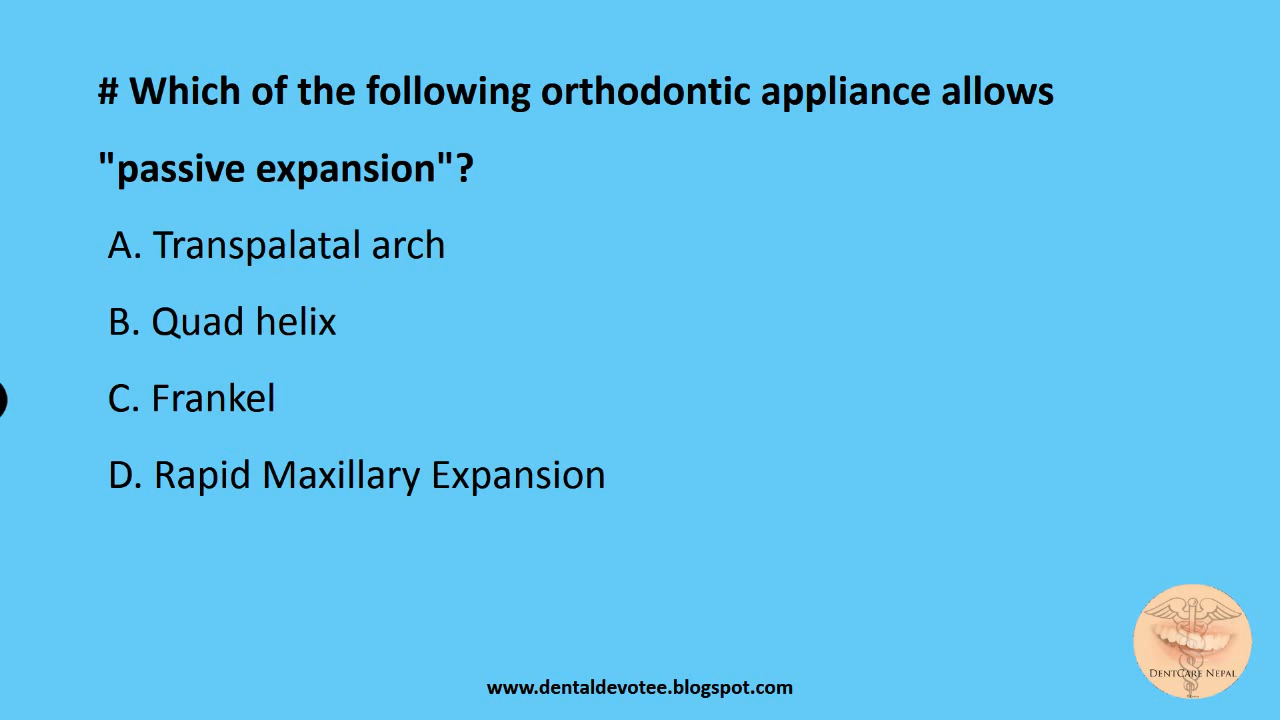 # Which of the following orthodontic appliance allows
"passive expansion"?
A. Transpalatal arch
B. Quad helix
C. Frankel
D. Rapid Maxillary Expansion
DentCare Nepal
www.dentaldevotee.blogspot.com